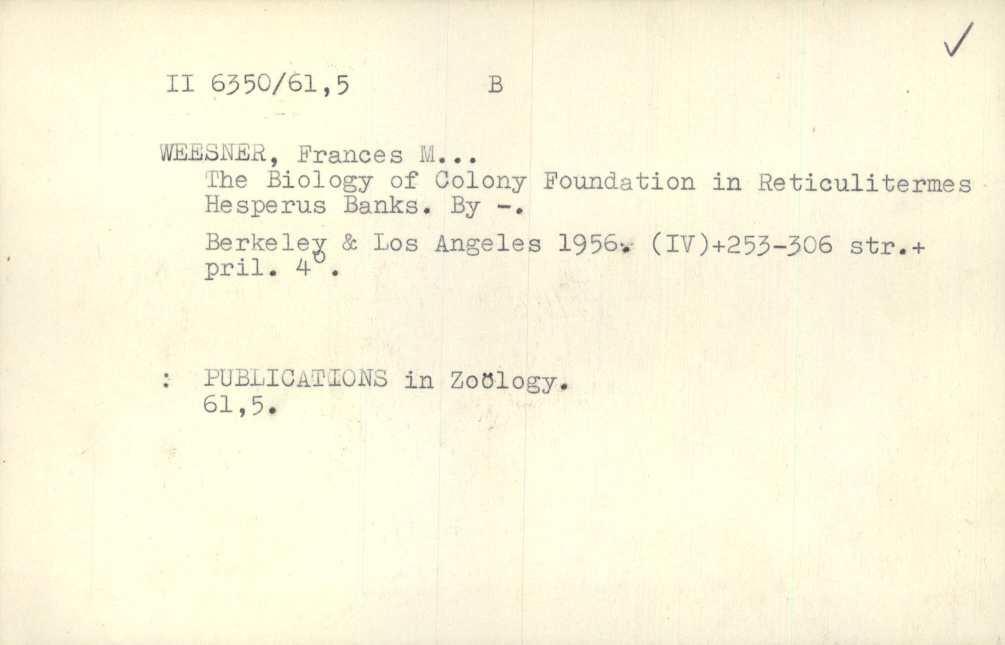 II 6350/61,5 B
WEESNER, Frances M...
The Biology of Colony Foundation in Reticulitermes
Hesperus Banks. By -.
Berkeley & Los Angeles 1956. (IV)+253-306 str.+
pril. 4°.
: PUBLICATIONS in Zoölogy.
61,5.